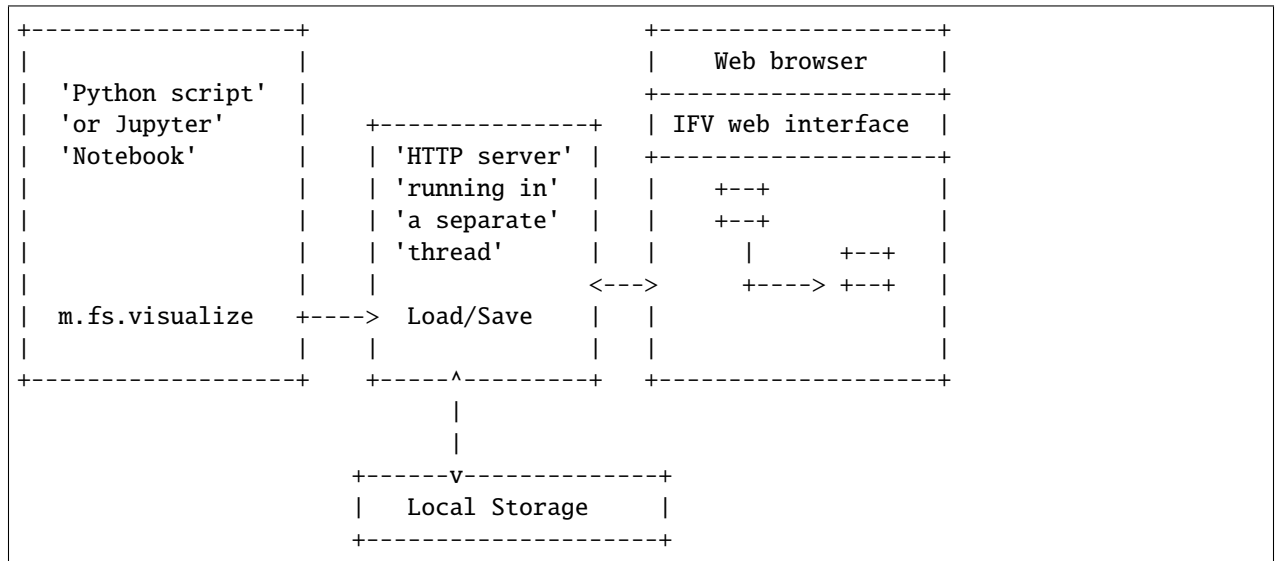 +-------------------+                        +--------------------+
|                   |                        |    Web browser     |
|  'Python script'  |                        +--------------------+
|  'or Jupyter'     |    +---------------+   | IFV web interface  |
|  'Notebook'       |    | 'HTTP server' |   +--------------------+
|                   |    | 'running in'  |   |    +--+            |
|                   |    | 'a separate'  |   |    +--+            |
|                   |    | 'thread'      |   |      |      +--+   |
|                   |    |               <--->      +----> +--+   |
|  m.fs.visualize   +---->  Load/Save    |   |                    |
|                   |    |               |   |                    |
+-------------------+    +-----^---------+   +--------------------+
                               |
                               |
                        +------v--------------+
                        |   Local Storage     |
                        +---------------------+